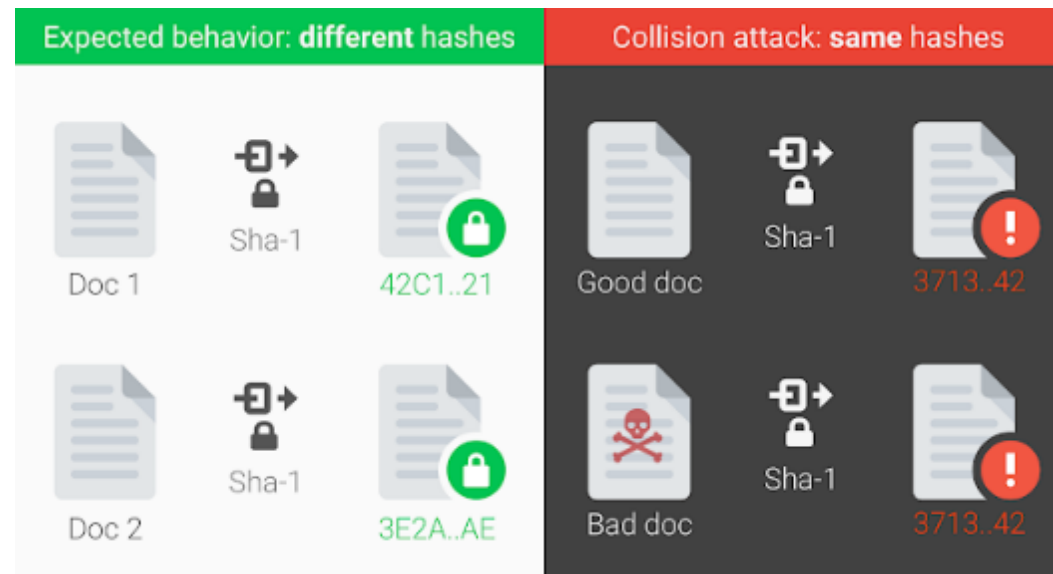 Expected behavior: different hashes
Doc 1
Sha-1
42C1..21
Doc 2
Sha-1
3E2A..AE
Collision attack: same hashes
Good doc
Sha-1
3713..42
Bad doc
Sha-1
3713..42